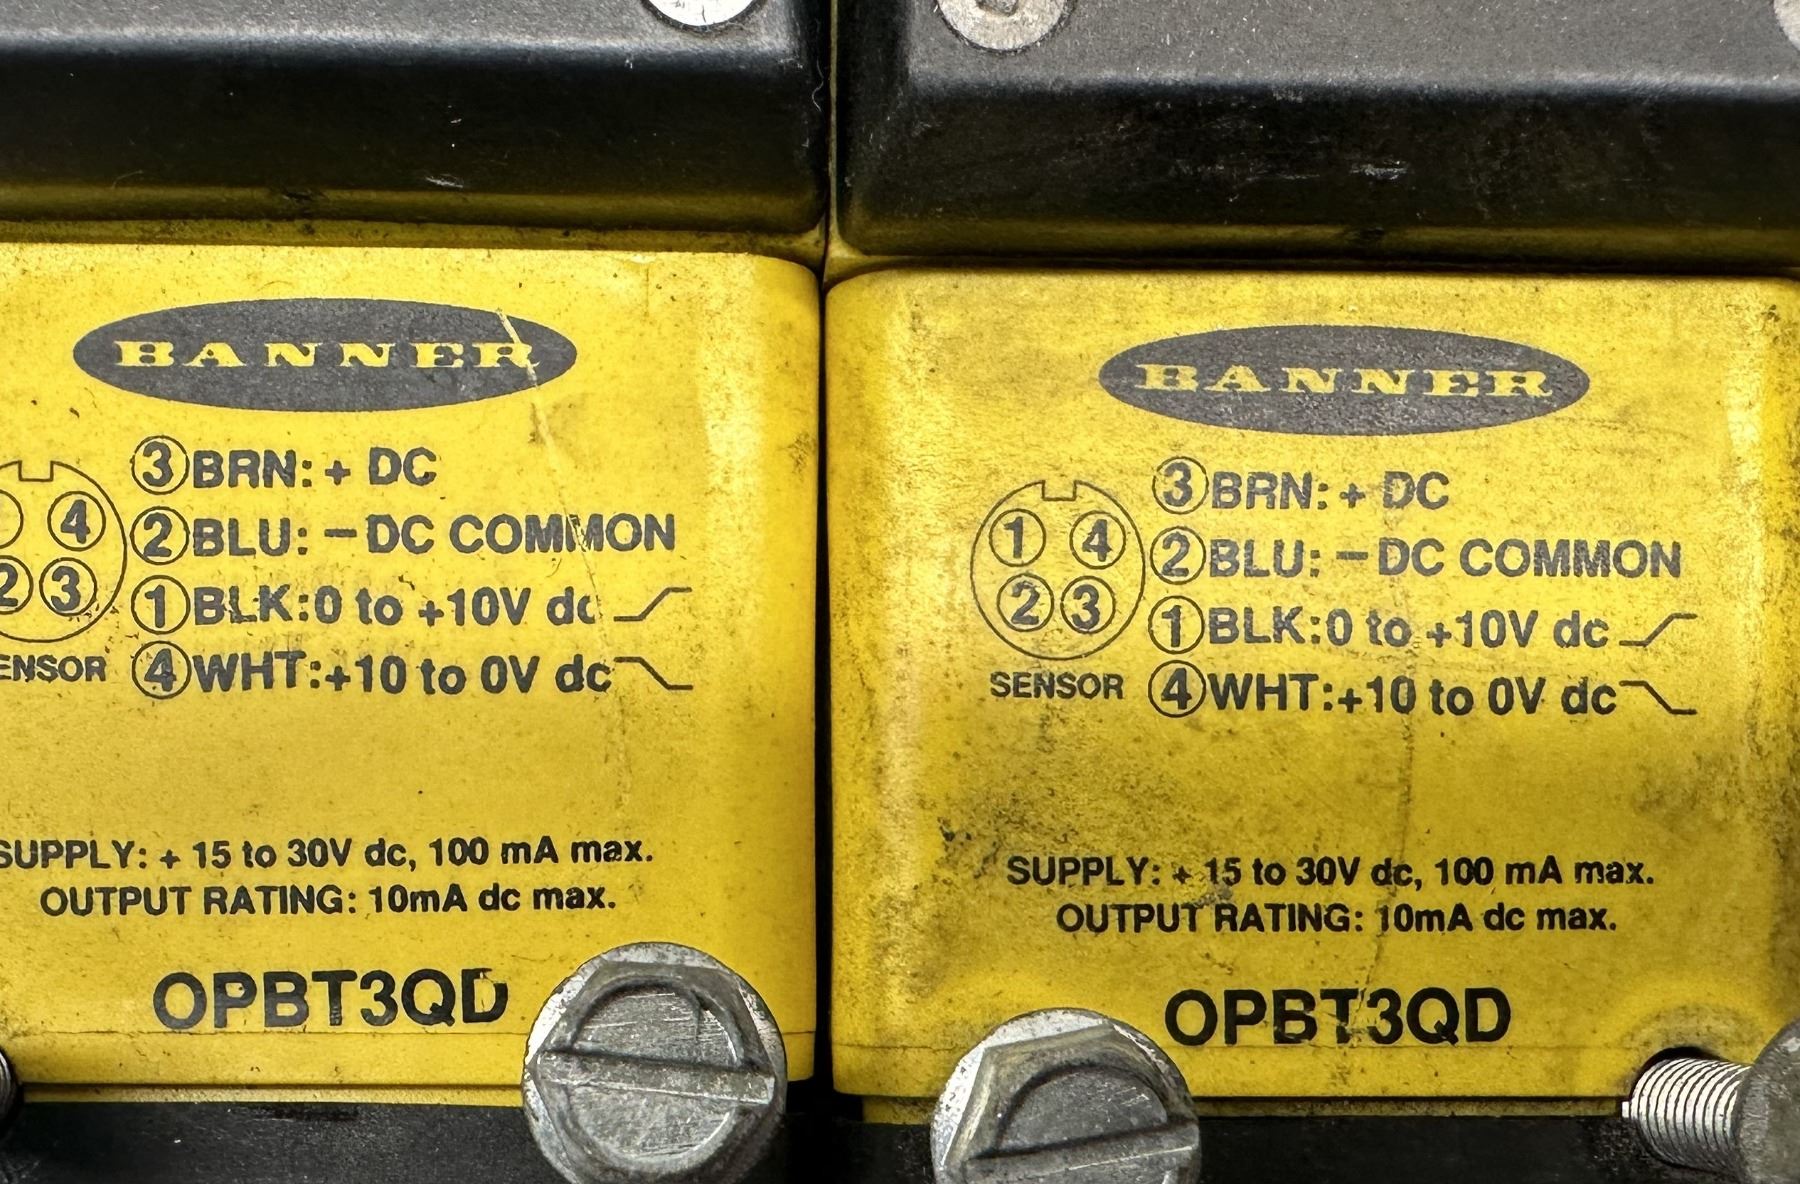 BANNER
③BRN: + DC
②BLU: – DC COMMON
①BLK:0 to +10V dc
④WHT:+10 to 0V dc
4
2 3
ENSOR
SUPPLY: + 15 to 30V dc, 100 mA max.
OUTPUT RATING: 10mA dc max.
OPBT3QD
BANNER
③BRN: + DC
②BLU: – DC COMMON
①BLK:0 to +10V dc
④WHT:+10 to 0V dc
1 4
2 3
SENSOR
SUPPLY: + 15 to 30V dc, 100 mA max.
OUTPUT RATING: 10mA dc max.
OPBT3QD